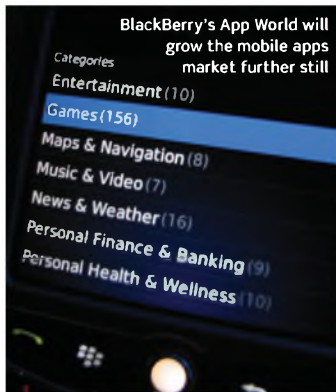 BlackBerry's App World will
grow the mobile apps
market further still
Categories
Entertainment (10)
Games (156)
Maps & Navigation (8)
Music & Video (7)
News & Weather (16)
Personal Finance & Banking (9)
Personal Health & Wellness (10)